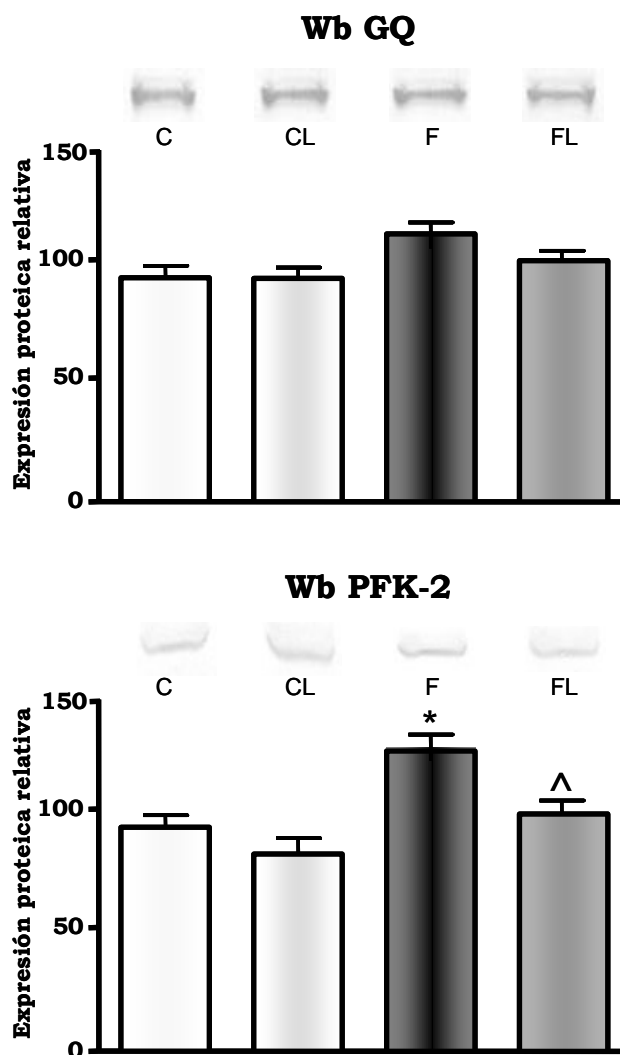 Wb GQ
C CL F FL
Expresión proteica relativa
150
100
50
0
Wb PFK-2
C CL F FL
Expresión proteica relativa
150
100
50
0
*
^